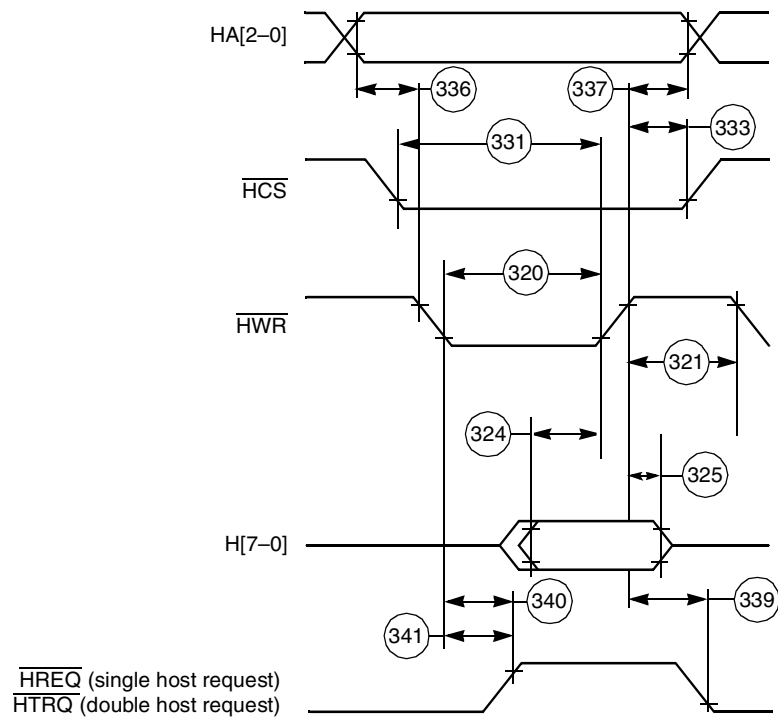 HA[2–0]
336
337
333
331
HCS
320
HWR
321
324
325
H[7–0]
340
339
341
HREQ (single host request)
HTRQ (double host request)